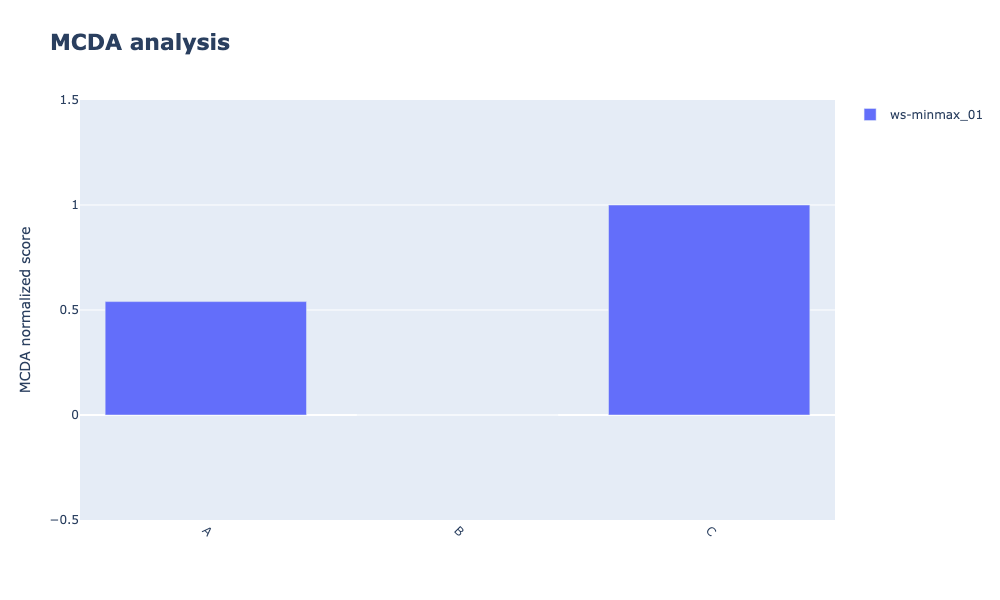 MCDA analysis
1.5
1
0.5
0
−0.5
MCDA normalized score
A
B
C
ws-minmax_01